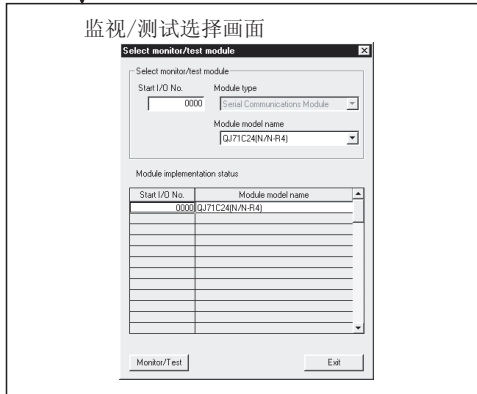 监视/测试选择画面
Select monitor/test module
Select monitor/test module
Start I/O No. Module type
0000 Serial Communications Module
Module model name
QJ71C24(N/N-R4)
Module implementation status
Start I/O No. Module model name
0000 QJ71C24(N/N-R4)
Monitor/Test Exit